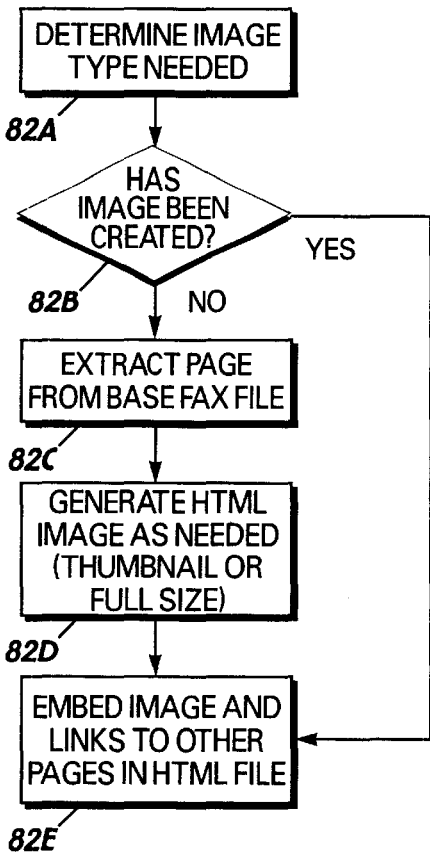 DETERMINE IMAGE
TYPE NEEDED
82A
HAS
IMAGE BEEN
CREATED?
YES
82B
NO
EXTRACT PAGE
FROM BASE FAX FILE
82C
GENERATE HTML
IMAGE AS NEEDED
(THUMBNAIL OR
FULL SIZE)
82D
EMBED IMAGE AND
LINKS TO OTHER
PAGES IN HTML FILE
82E